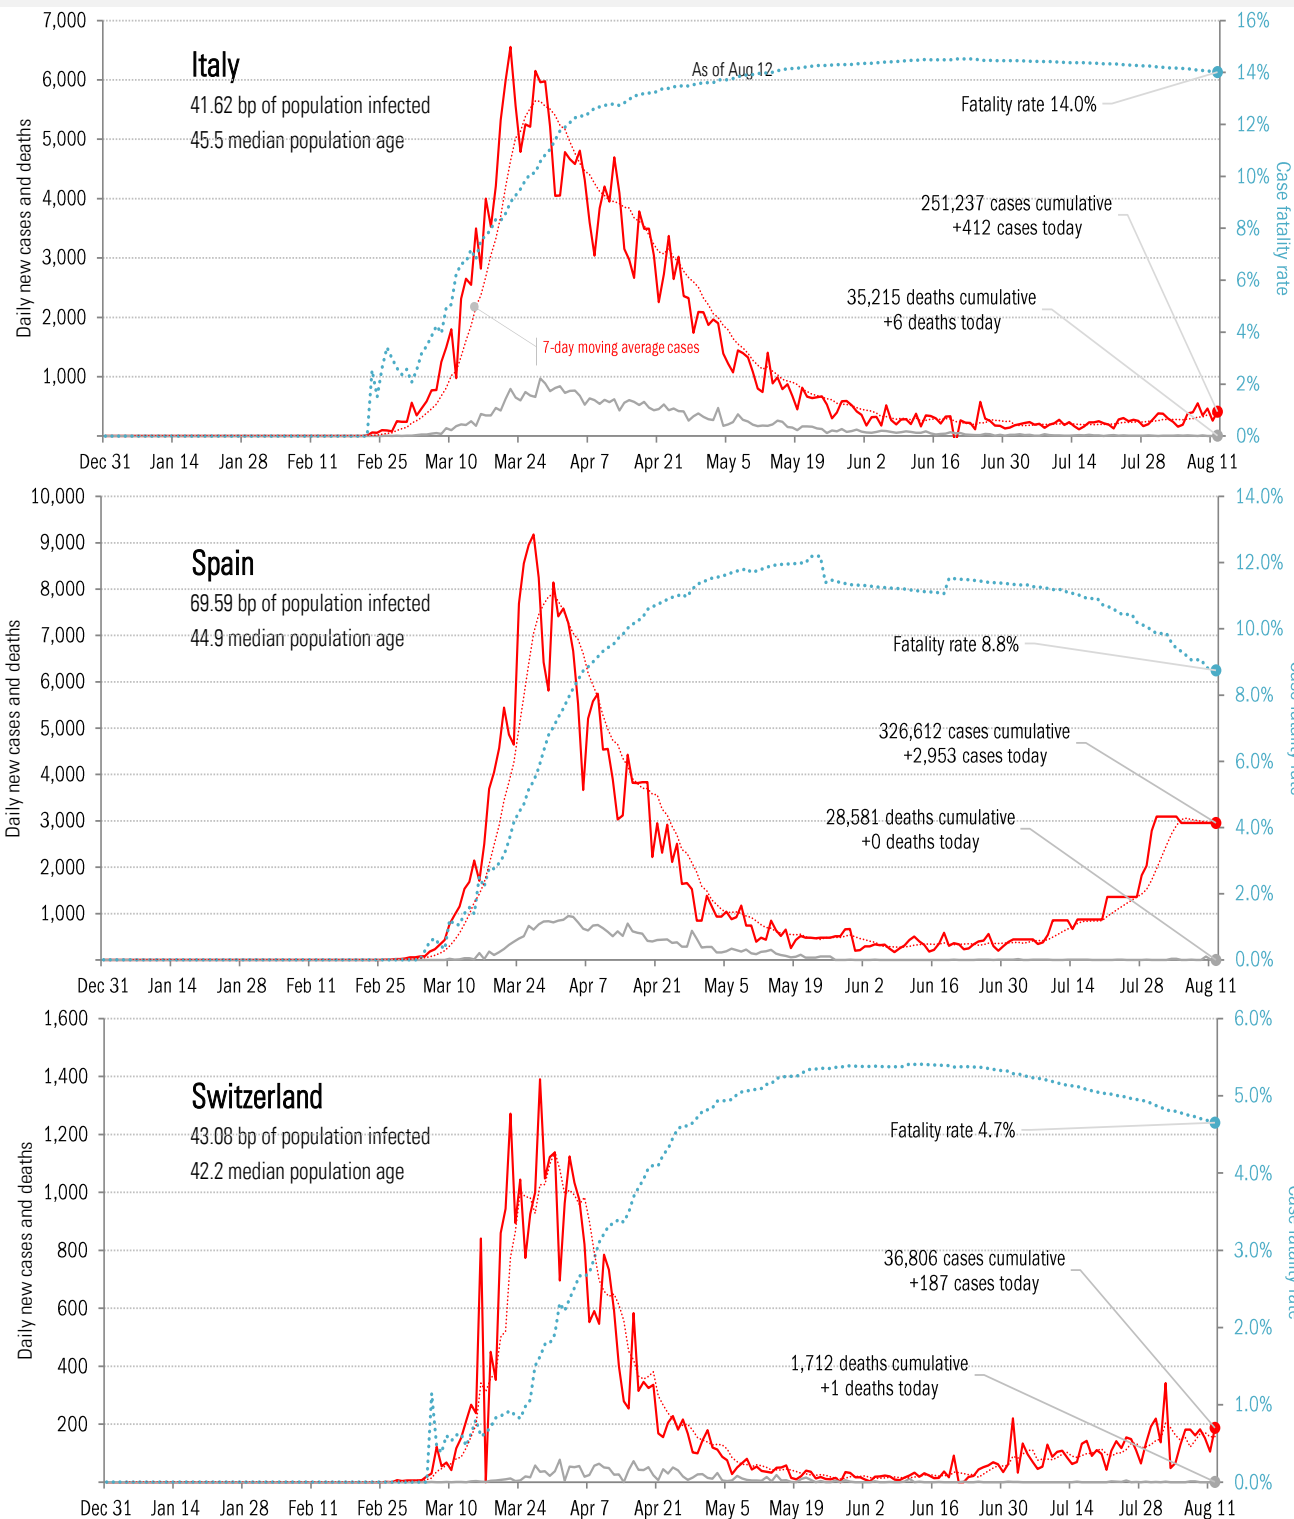 7,000
6,000
5,000
4,000
3,000
2,000
1,000
16%
14%
12%
10%
8%
6%
4%
2%
0%
Daily new cases and deaths
Case fatality rate
Italy
41.62 bp of population infected
45.5 median population age
As of Aug 12
Fatality rate 14.0%
251,237 cases cumulative
+412 cases today
35,215 deaths cumulative
+6 deaths today
7-day moving average cases
Dec 31 Jan 14 Jan 28 Feb 11 Feb 25 Mar 10 Mar 24 Apr 7 Apr 21 May 5 May 19 Jun 2 Jun 16 Jun 30 Jul 14 Jul 28 Aug 11
10,000
9,000
8,000
7,000
6,000
5,000
4,000
3,000
2,000
1,000
14.0%
12.0%
10.0%
8.0%
6.0%
4.0%
2.0%
0.0%
Daily new cases and deaths
Case fatality rate
Spain
69.59 bp of population infected
44.9 median population age
Fatality rate 8.8%
326,612 cases cumulative
+2,953 cases today
28,581 deaths cumulative
+0 deaths today
Dec 31 Jan 14 Jan 28 Feb 11 Feb 25 Mar 10 Mar 24 Apr 7 Apr 21 May 5 May 19 Jun 2 Jun 16 Jun 30 Jul 14 Jul 28 Aug 11
1,600
1,400
1,200
1,000
800
600
400
200
6.0%
5.0%
4.0%
3.0%
2.0%
1.0%
0.0%
Daily new cases and deaths
Case fatality rate
Switzerland
43.08 bp of population infected
42.2 median population age
Fatality rate 4.7%
36,806 cases cumulative
+187 cases today
1,712 deaths cumulative
+1 deaths today
Dec 31 Jan 14 Jan 28 Feb 11 Feb 25 Mar 10 Mar 24 Apr 7 Apr 21 May 5 May 19 Jun 2 Jun 16 Jun 30 Jul 14 Jul 28 Aug 11